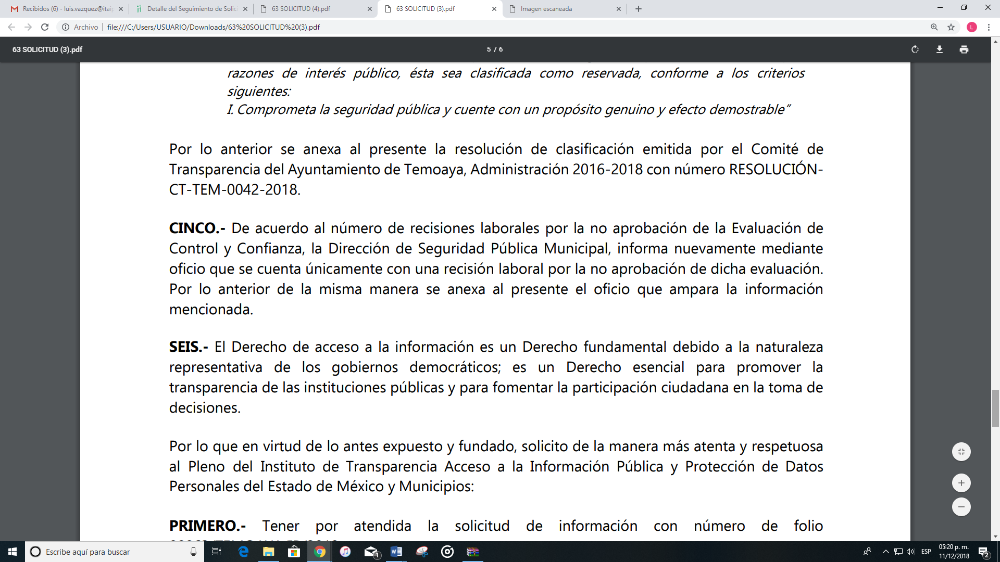 Recibidos (6) - luis.vazquez@itaip
Detalle del Seguimiento de Solici
63 SOLICITUD (4).pdf
63 SOLICITUD (3).pdf
Imagen escaneada
Archivo
file:///C:/Users/USUARIO/Downloads/63%20SOLICITUD%20(3).pdf
L
63 SOLICITUD (3).pdf
5 / 6
razones de interés público, ésta sea clasificada como reservada, conforme a los criterios
siguientes:
I. Comprometa la seguridad pública y cuente con un propósito genuino y efecto demostrable”
Por lo anterior se anexa al presente la resolución de clasificación emitida por el Comité de
Transparencia del Ayuntamiento de Temoaya, Administración 2016-2018 con número RESOLUCIÓN-
CT-TEM-0042-2018.
CINCO.- De acuerdo al número de recisiones laborales por la no aprobación de la Evaluación de
Control y Confianza, la Dirección de Seguridad Pública Municipal, informa nuevamente mediante
oficio que se cuenta únicamente con una recisión laboral por la no aprobación de dicha evaluación.
Por lo anterior de la misma manera se anexa al presente el oficio que ampara la información
mencionada.
SEIS.- El Derecho de acceso a la información es un Derecho fundamental debido a la naturaleza
representativa de los gobiernos democráticos; es un Derecho esencial para promover la
transparencia de las instituciones públicas y para fomentar la participación ciudadana en la toma de
decisiones.
Por lo que en virtud de lo antes expuesto y fundado, solicito de la manera más atenta y respetuosa
al Pleno del Instituto de Transparencia Acceso a la Información Pública y Protección de Datos
Personales del Estado de México y Municipios:
PRIMERO.- Tener por atendida la solicitud de información con número de folio
Escribe aquí para buscar
1
ESP
05:20 p. m.
11/12/2018
2